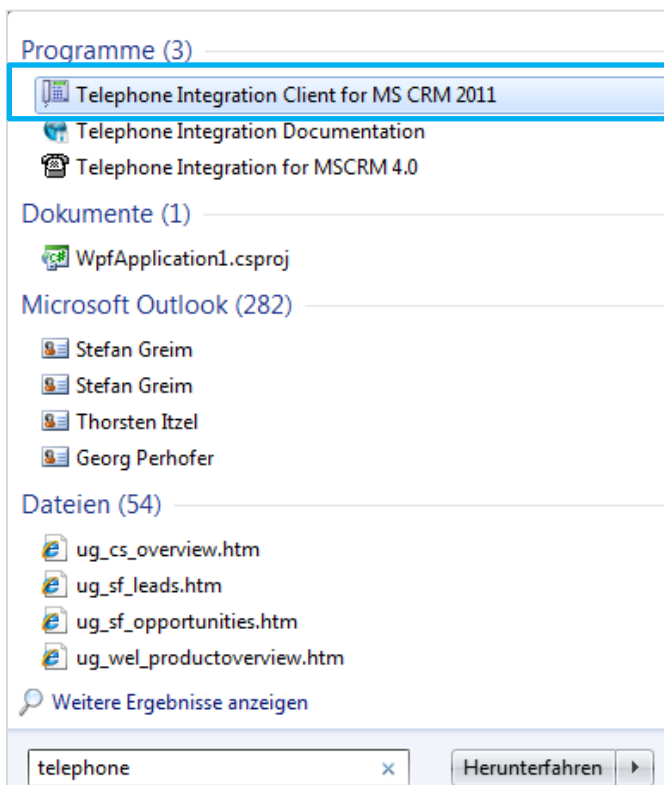 Programme (3)
Telephone Integration Client for MS CRM 2011
Telephone Integration Documentation
Telephone Integration for MSCRM 4.0
Dokumente (1)
WpfApplication1.csproj
Microsoft Outlook (282)
Stefan Greim
Stefan Greim
Thorsten Itzel
Georg Perhofer
Dateien (54)
ug_cs_overview.htm
ug_sf_leads.htm
ug_sf_opportunities.htm
ug_wel_productoverview.htm
Weitere Ergebnisse anzeigen
telephone Herunterfahren